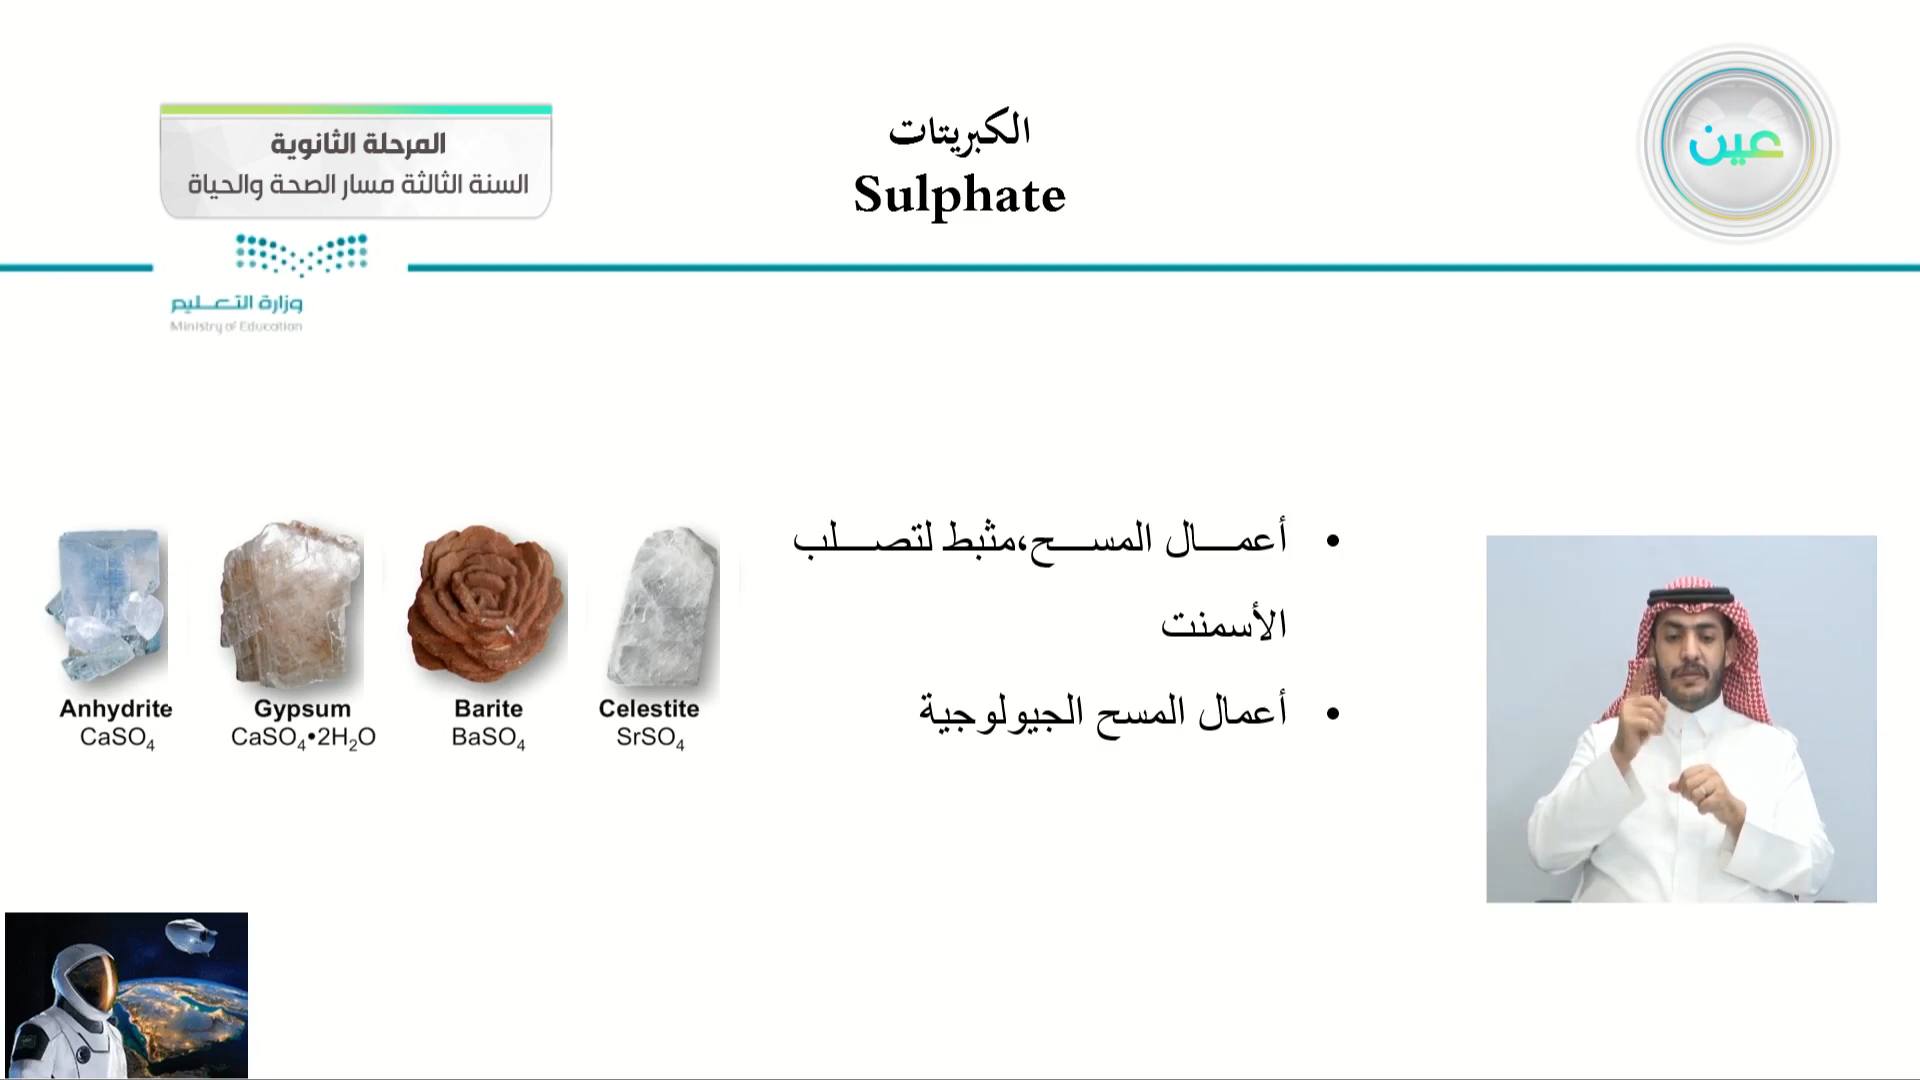 المرحلة الثانوية
السنة الثالثة مسار الصحة والحياة
الكبريتات
Sulphate
عين
وزارة التعليم
Ministry of Education
• أعمال المسح،مثبط لتصلب
الأسمنت
• أعمال المسح الجيولوجية
Anhydrite
CaSO₄
Gypsum
CaSO₄•2H₂O
Barite
BaSO₄
Celestite
SrSO₄